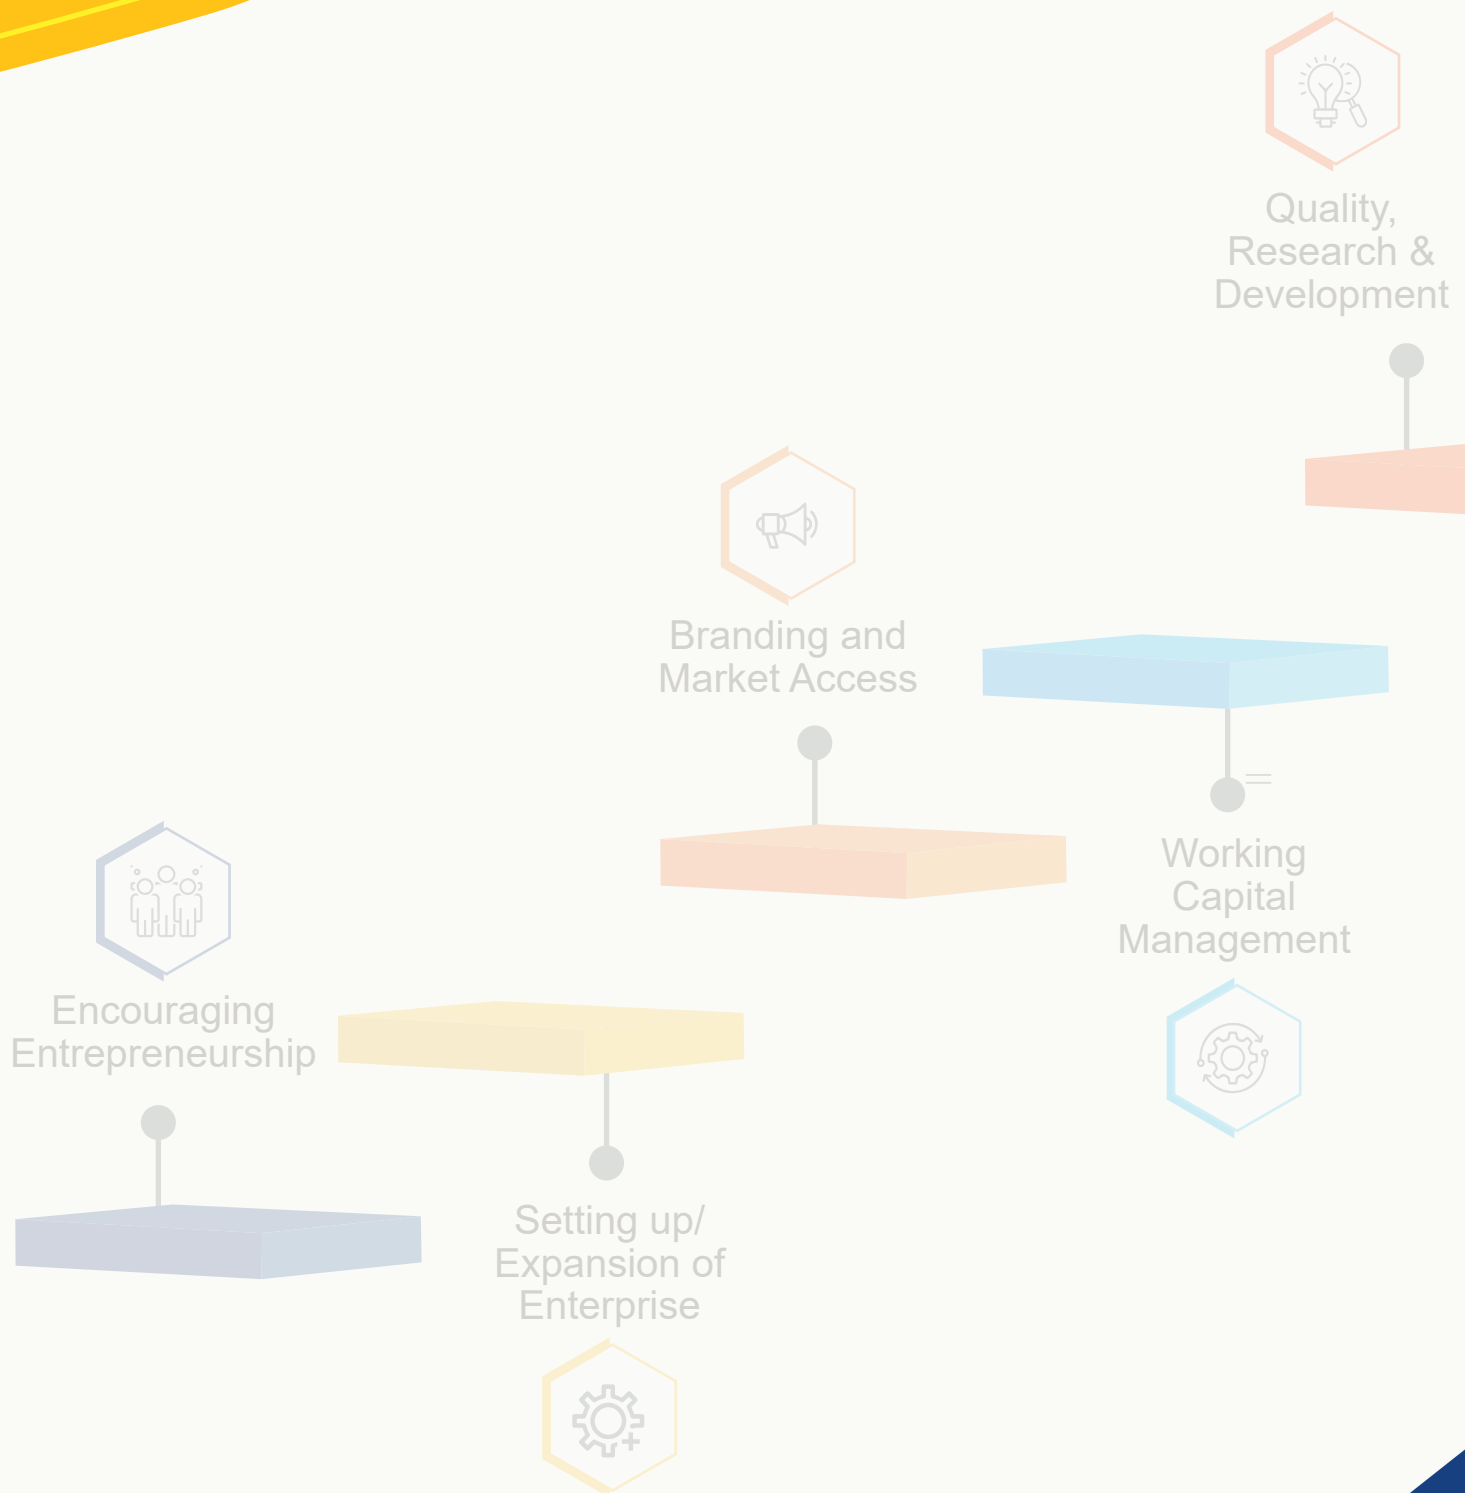 Quality,
Research &
Development
Branding and
Market Access
Working
Capital
Management
Encouraging
Entrepreneurship
Setting up/
Expansion of
Enterprise